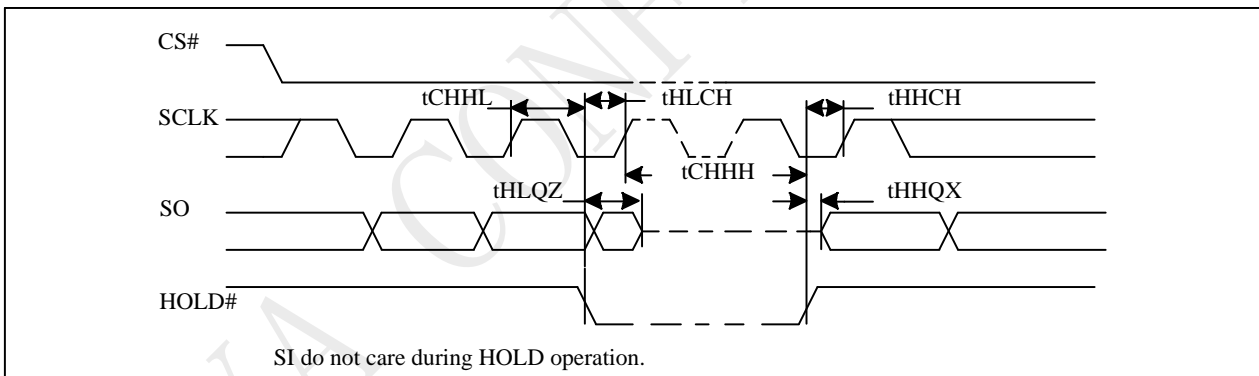 CS#
tCHHL
tHLCH
tHHCH
SCLK
tCHHH
tHLQZ
tHHQX
SO
HOLD#
SI do not care during HOLD operation.